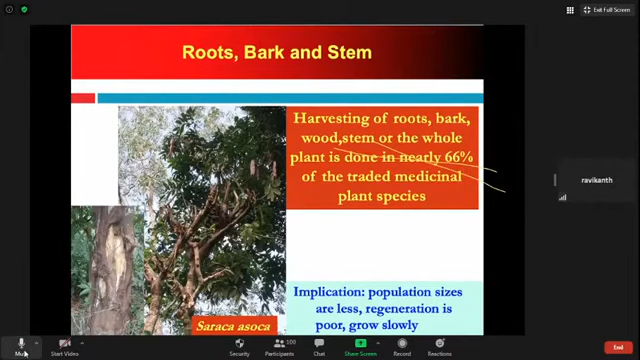 Exit Full Screen
Roots, Bark and Stem
Harvesting of roots, bark,
wood,stem or the whole
plant is done in nearly 66%
of the traded medicinal
plant species
ravikanth
Implication: population sizes
are less, regeneration is
poor, grow slowly
Saraca asoca
Mute
Start Video
Security
Participants
108
Chat
Share Screen
Record
Reactions
End